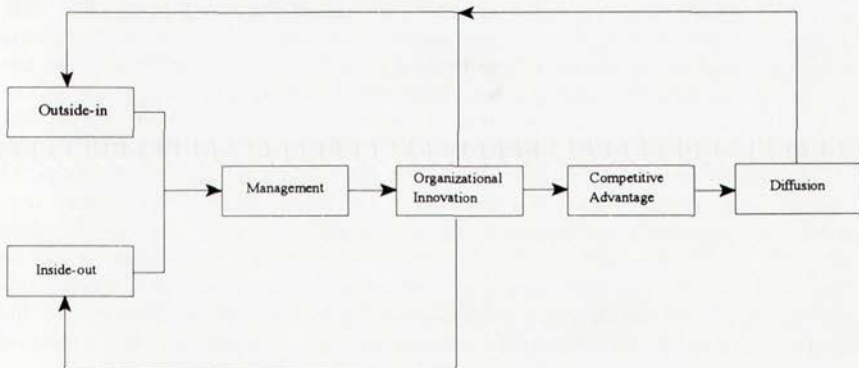 Outside-in
Management
Organizational
Innovation
Competitive
Advantage
Diffusion
Inside-out